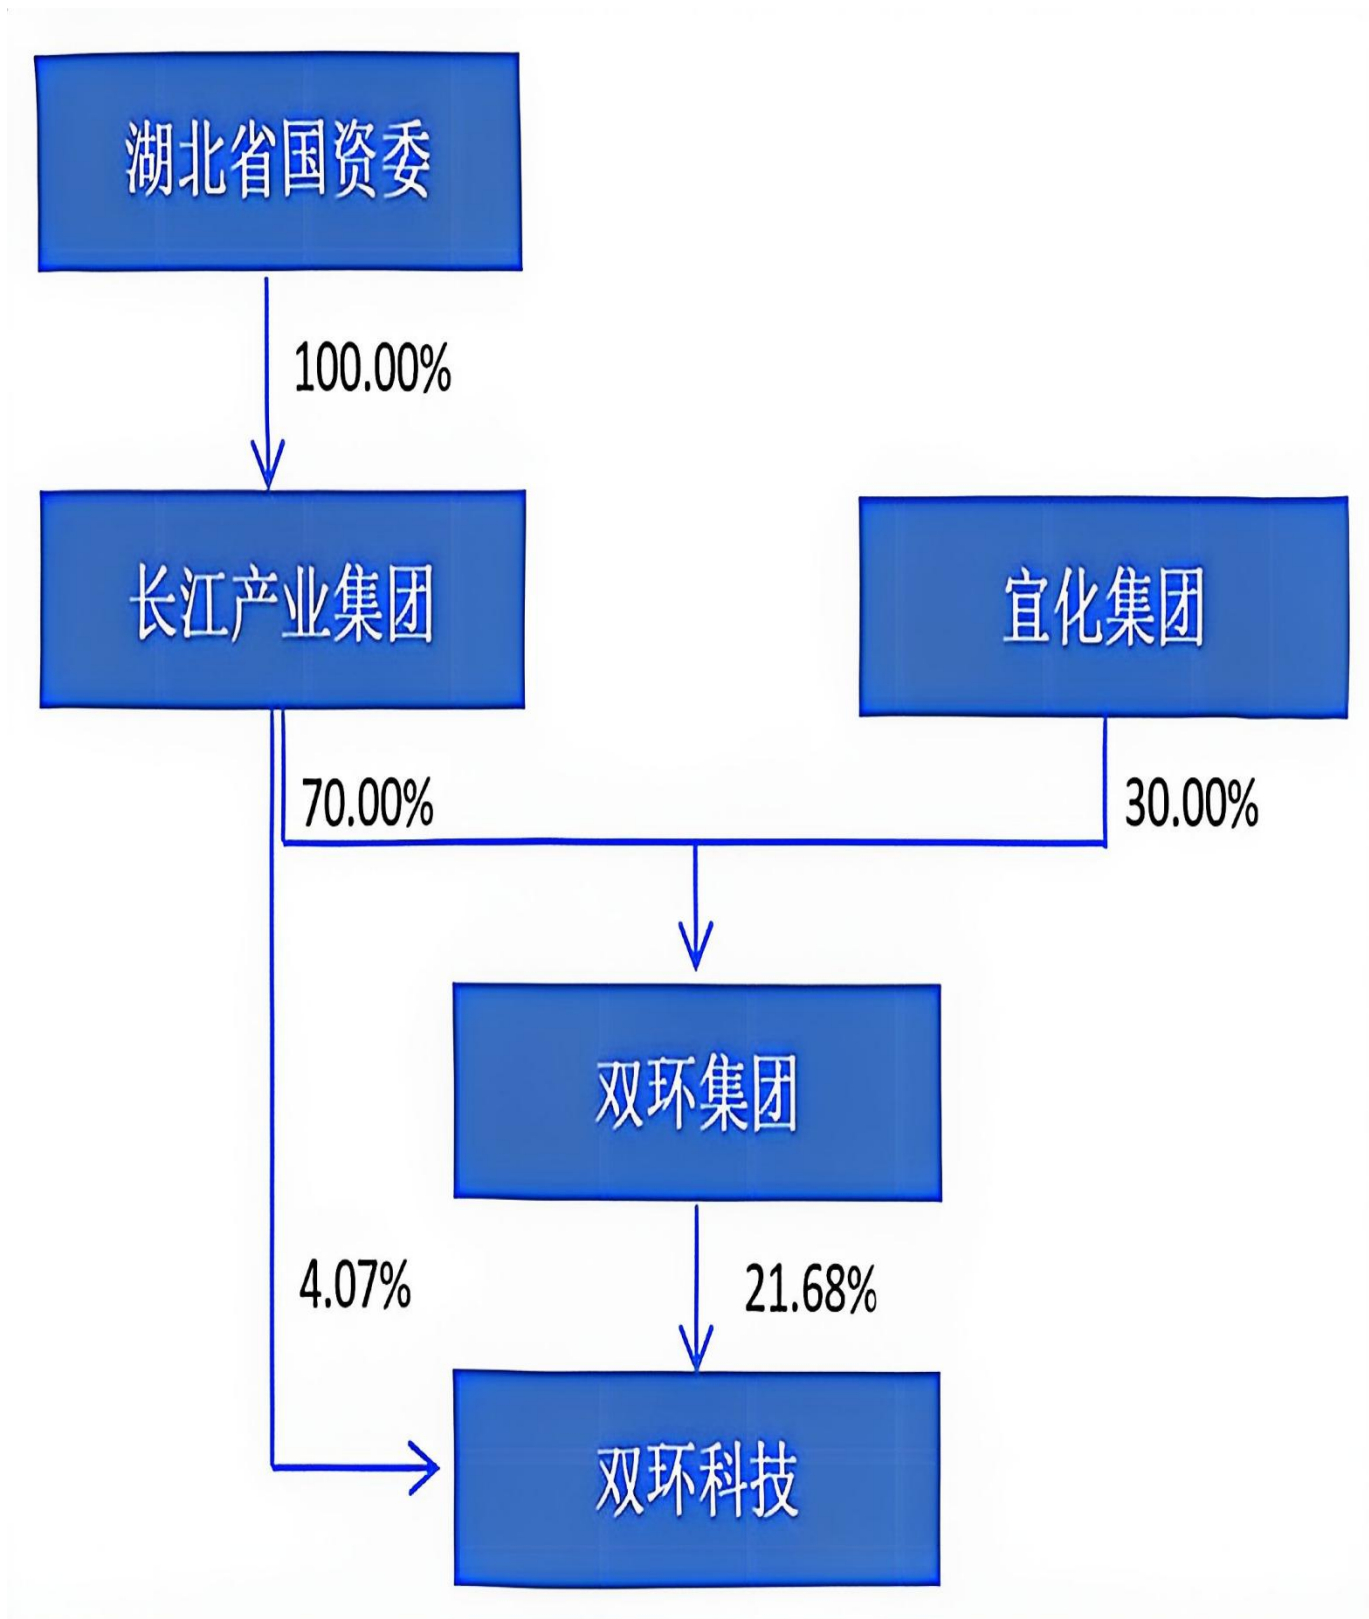 湖北省国资委
100.00%
长江产业集团
宜化集团
70.00%
30.00%
双环集团
4.07%
21.68%
双环科技